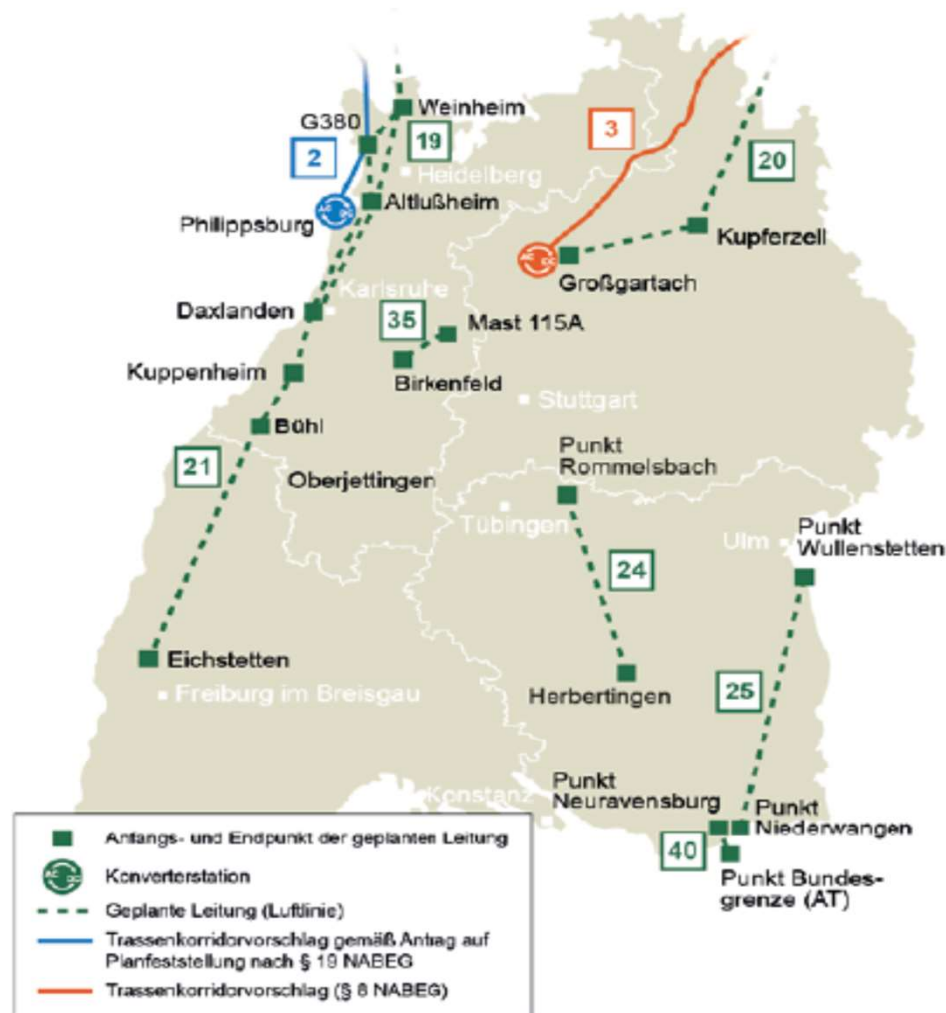 Weinheim
G380
19
3
2
Heidelberg
20
Altlußheim
Philippsburg
Kupferzell
Großgartach
Karlsruhe
Daxlanden
35
Mast 115A
Kuppenheim
Birkenfeld
Stuttgart
Bühl
Punkt
Rommelsbach
21
Oberjettingen
Tübingen
Ulm
Punkt
Wullenstetten
24
Eichstetten
Freiburg im Breisgau
Herbertingen
25
Punkt
Neuravensburg
Konstanz
Punkt
Niederwangen
40
Punkt Bundes-
grenze (AT)
Anfangs- und Endpunkt der geplanten Leitung
AC DC
Konverterstation
Geplante Leitung (Luftlinie)
Trassenkorridorvorschlag gemäß Antrag auf
Planfeststellung nach § 19 NABEG
Trassenkorridorvorschlag (§ 8 NABEG)